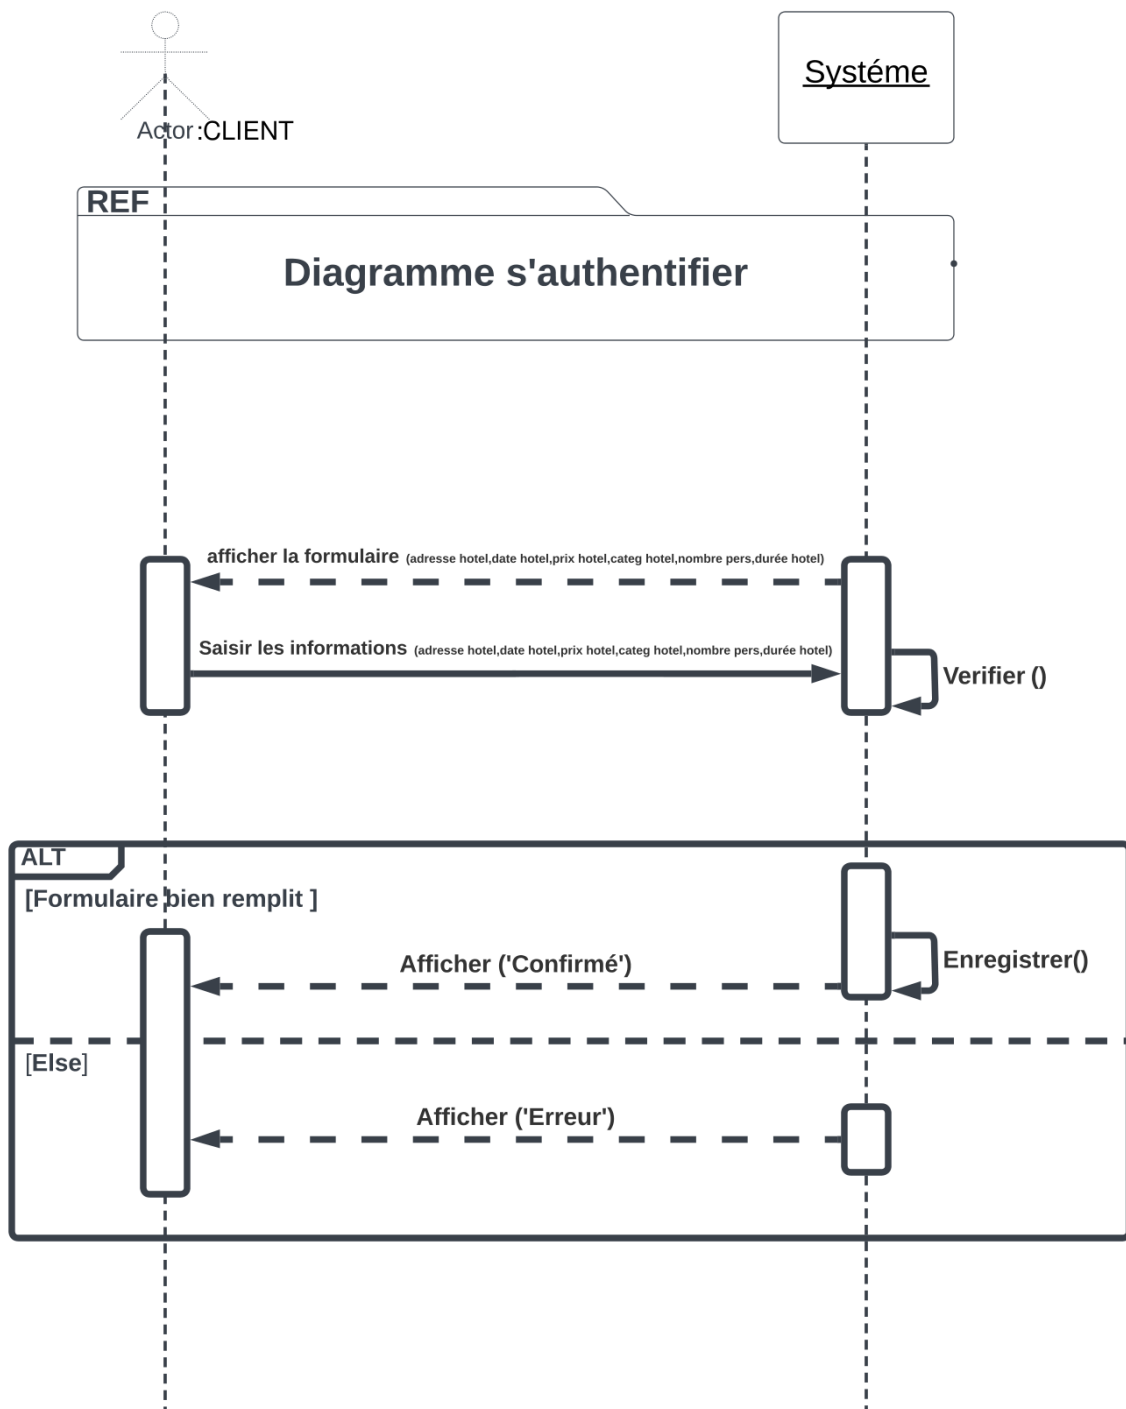 Systéme
Actor :CLIENT
REF
Diagramme s'authentifier
afficher la formulaire (adresse hotel,date hotel,prix hotel,categ hotel,nombre pers,durée hotel)
Saisir les informations (adresse hotel,date hotel,prix hotel,categ hotel,nombre pers,durée hotel)
Verifier ()
ALT
[Formulaire bien remplit ]
Enregistrer()
Afficher ('Confirmé')
[Else]
Afficher ('Erreur')